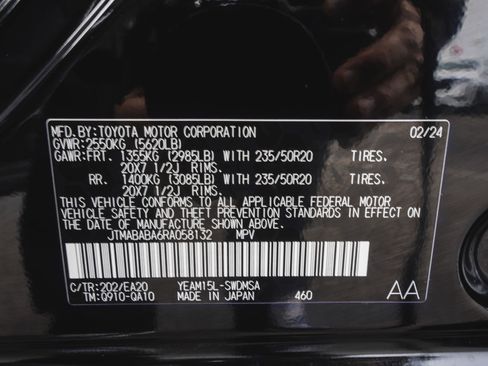 MFD.BY:TOYOTA MOTOR CORPORATION 02/24
GVWR:2550KG (5620LB)
GAWR:FRT. 1355KG (2985LB) WITH 235/50R20 TIRES.
20X7 1/2J RIMS.
RR. 1400KG (3085LB) WITH 235/50R20 TIRES.
20X7 1/2J RIMS.
THIS VEHICLE CONFORMS TO ALL APPLICABLE FEDERAL MOTOR
VEHICLE SAFETY AND THEFT PREVENTION STANDARDS IN EFFECT ON
THE DATE OF MANUFACTURE SHOWN ABOVE.
JTMABABA6RA058132 MPV
C/TR:202/EA20 YEAM15L-SWDMSA
TM:Q910-QA10 MADE IN JAPAN 460 AA